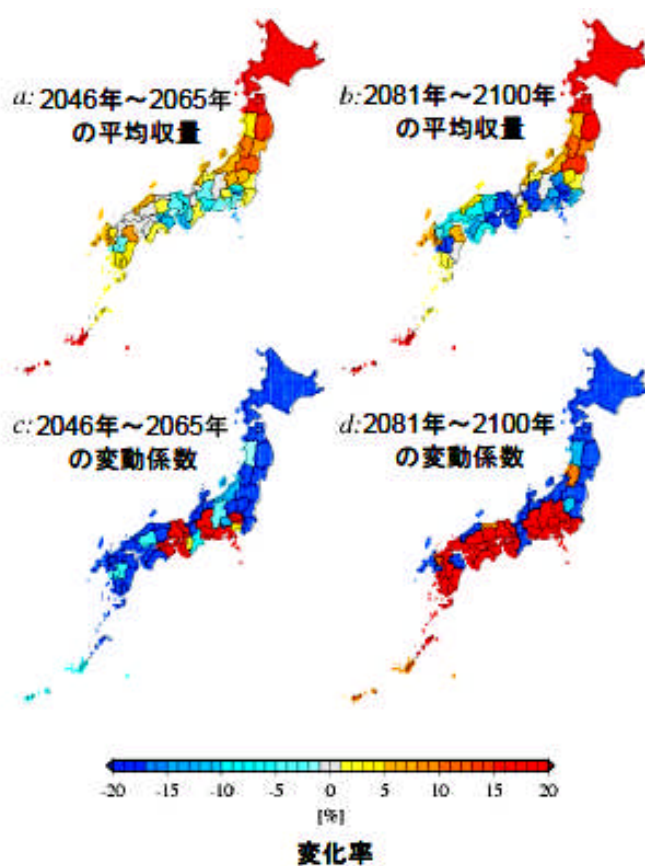 a: 2046年～2065年
の平均収量
b: 2081年～2100年
の平均収量
c: 2046年～2065年
の変動係数
d: 2081年～2100年
の変動係数
-20 -15 -10 -5 0 5 10 15 20
[%]
変化率